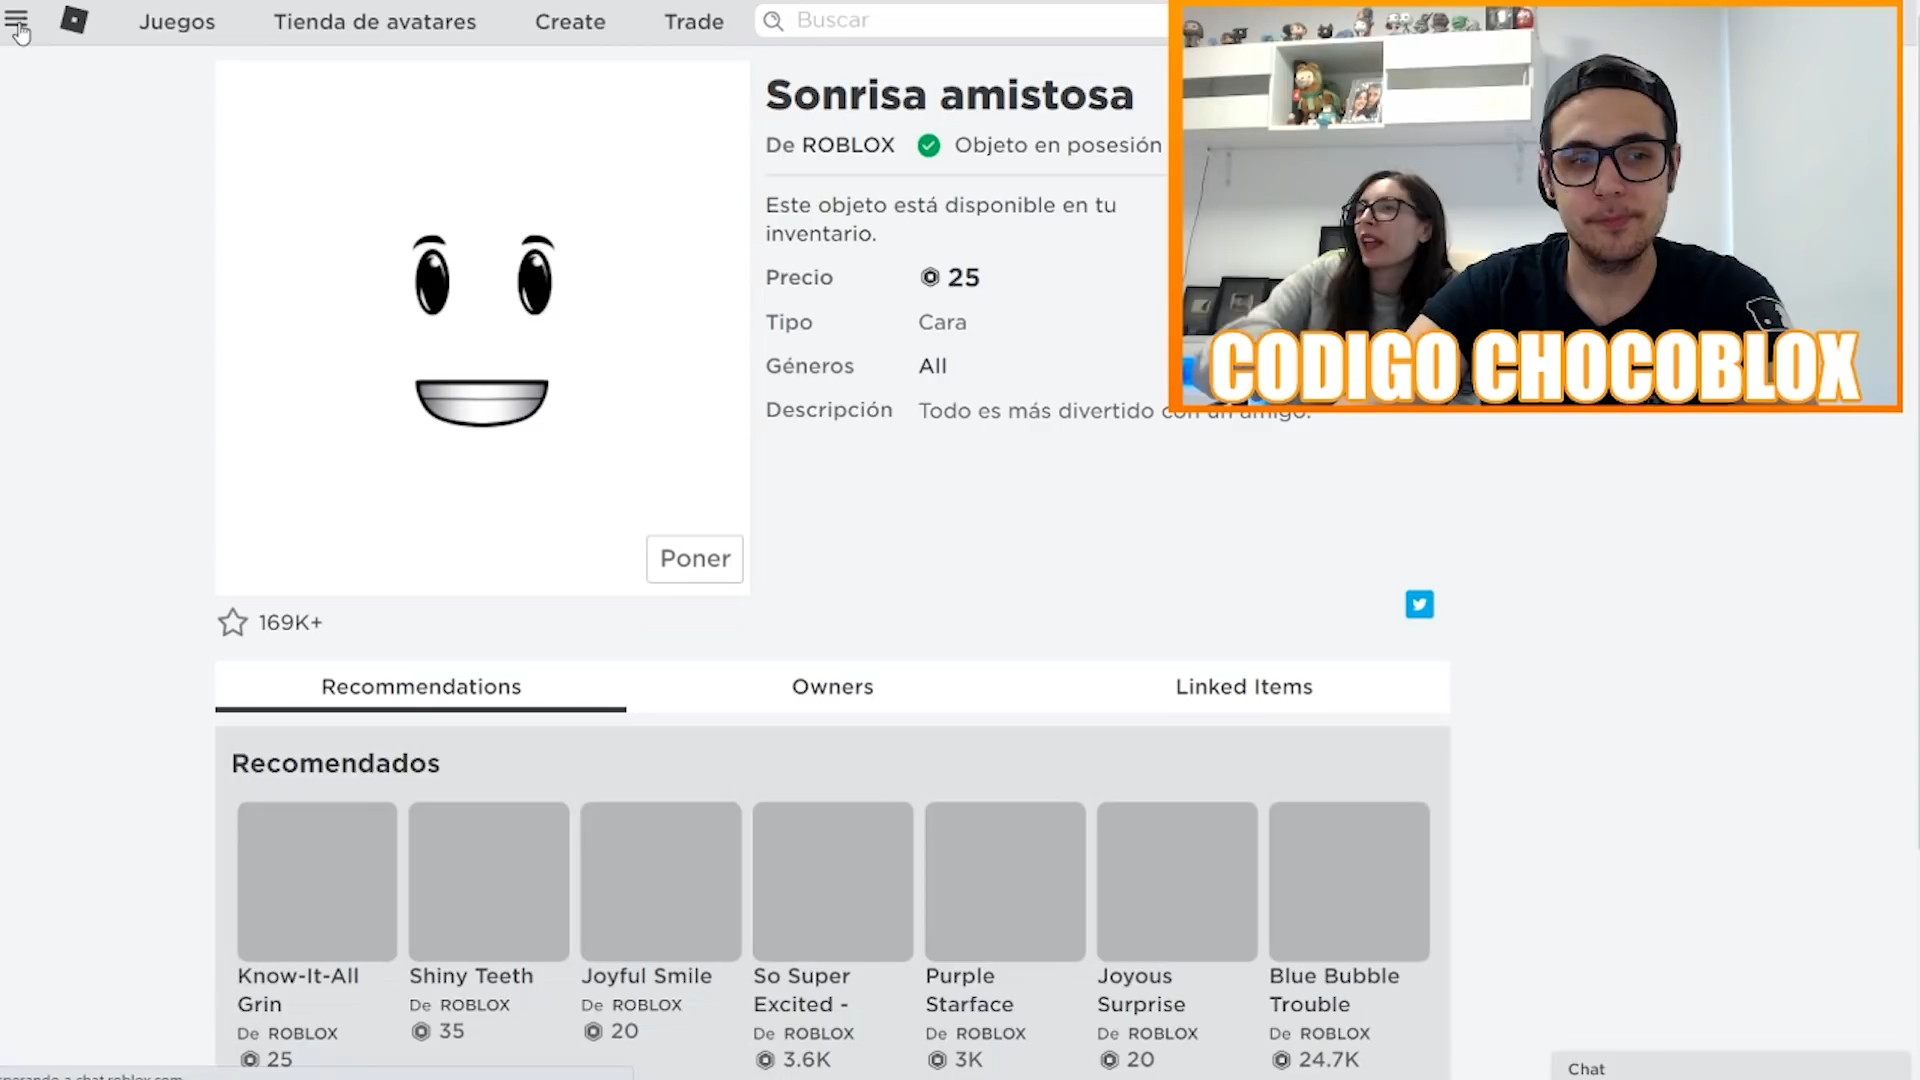 Juegos
Tienda de avatares
Create
Trade
Buscar
Sonrisa amistosa
De ROBLOX
Objeto en posesión
Este objeto está disponible en tu
inventario.
Precio
25
Tipo
Cara
Géneros
All
Descripción
Todo es más divertido con un amigo.
CODIGO CHOCOBLOX
Poner
169K+
Recommendations
Owners
Linked Items
Recomendados
Know-It-All
Grin
De ROBLOX
25
Shiny Teeth
De ROBLOX
35
Joyful Smile
De ROBLOX
20
So Super
Excited -
De ROBLOX
3.6K
Purple
Starface
De ROBLOX
3K
Joyous
Surprise
De ROBLOX
20
Blue Bubble
Trouble
De ROBLOX
24.7K
Chat